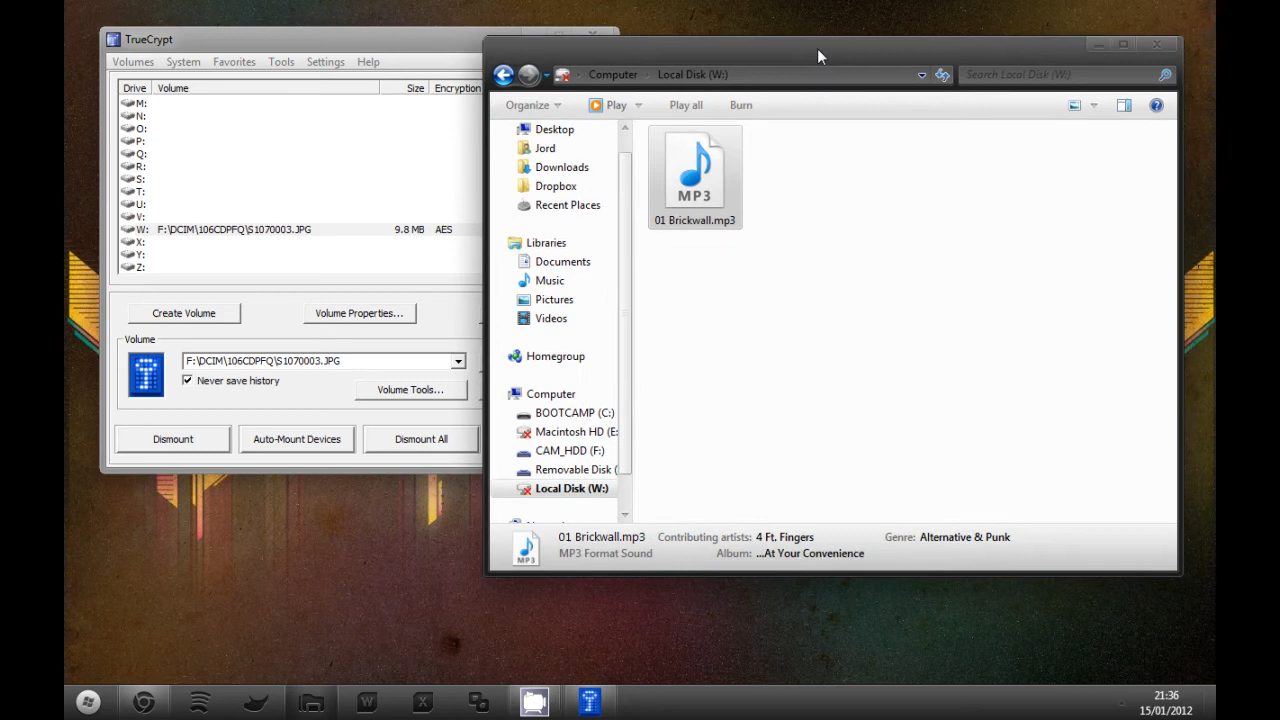 TrueCrypt
Volumes System Favorites Tools Settings Help
Drive Volume Size Encryption
M:
N:
O:
P:
Q:
R:
S:
T:
U:
V:
W: F:\DCIM\106CDPFQ\S1070003.JPG 9.8 MB AES
X:
Y:
Z:
Create Volume Volume Properties...
Volume
F:\DCIM\106CDPFQ\S1070003.JPG
Never save history
Volume Tools...
Dismount Auto-Mount Devices Dismount All
Computer Local Disk (W:) Search Local Disk (W:)
Organize Play Play all Burn
Desktop
Jord
Downloads
Dropbox
Recent Places
Libraries
Documents
Music
Pictures
Videos
Homegroup
Computer
BOOTCAMP (C:)
Macintosh HD (E:
CAM_HDD (F:)
Removable Disk (
Local Disk (W:)
MP3
01 Brickwall.mp3
MP3
01 Brickwall.mp3 Contributing artists: 4 Ft. Fingers Genre: Alternative & Punk
MP3 Format Sound Album: ...At Your Convenience
21:36
15/01/2012